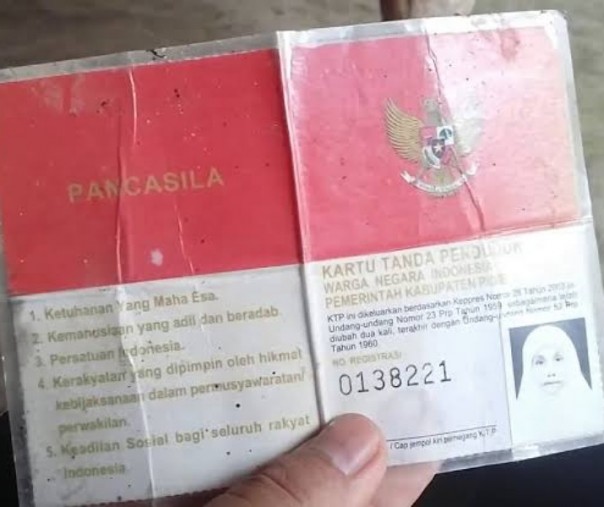 PANCASILA
1. Ketuhanan Yang Maha Esa.
2. Kemanusiaan yang adil dan beradab.
3. Persatuan Indonesia.
4. Kerakyatan yang dipimpin oleh hikmat
kebijaksanaan dalam permusyawaratan/
perwakilan.
5. Keadilan Sosial bagi seluruh rakyat
Indonesia
KARTU TANDA PENDUDUK
WARGA NEGARA INDONESIA
PEMERINTAH KABUPATEN PIDIE
KTP ini dikeluarkan berdasarkan Keppres Nomor 28 Tahun 2003 jo
Undang-undang Nomor 23 Prp Tahun 1959 sebagaimana telah
diubah dua kali, terakhir dengan Undang-undang Nomor 52 Prp
Tahun 1960.
NO. REGISTRASI
0138221
/ Cap jempol kiri pemegang K.T.P